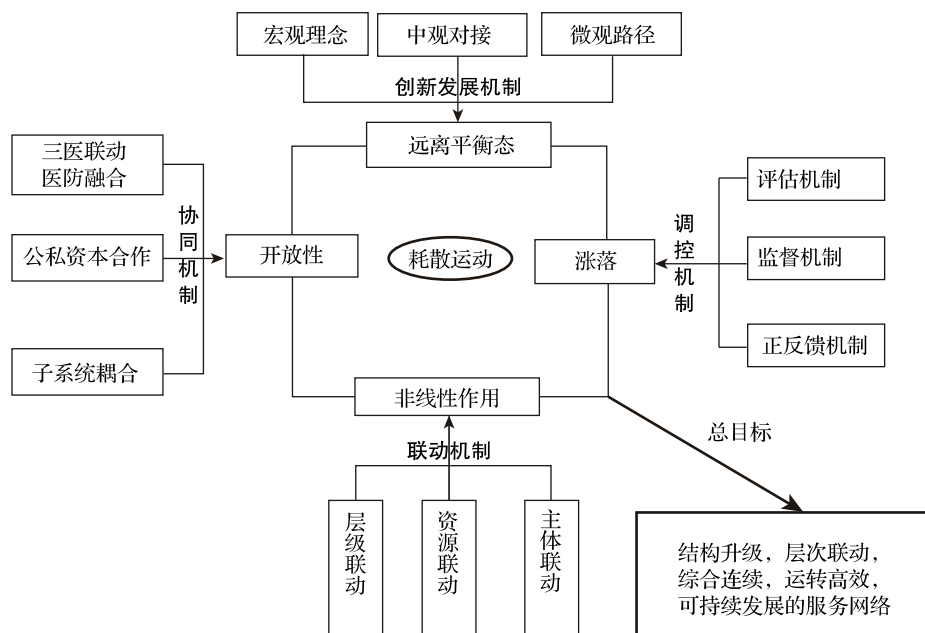 宏观理念
中观对接
微观路径
创新发展机制
远离平衡态
三医联动
医防融合
公私资本合作
子系统耦合
协同机制
开放性
耗散运动
涨落
调控机制
评估机制
监督机制
正反馈机制
非线性作用
联动机制
层级联动
资源联动
主体联动
总目标
结构升级，层次联动，
综合连续，运转高效，
可持续发展的服务网络